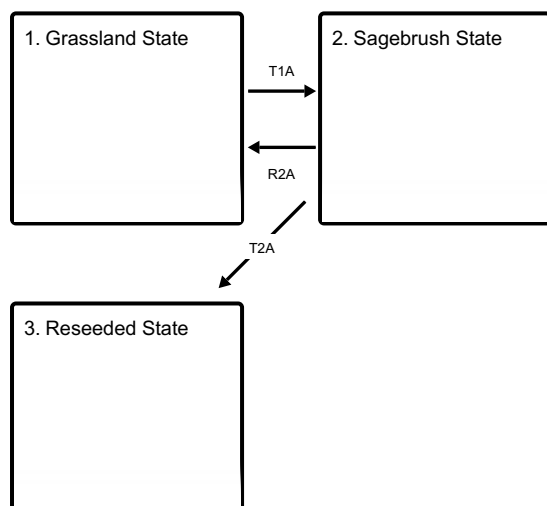 1. Grassland State
2. Sagebrush State
T1A
R2A
T2A
3. Reseeded State